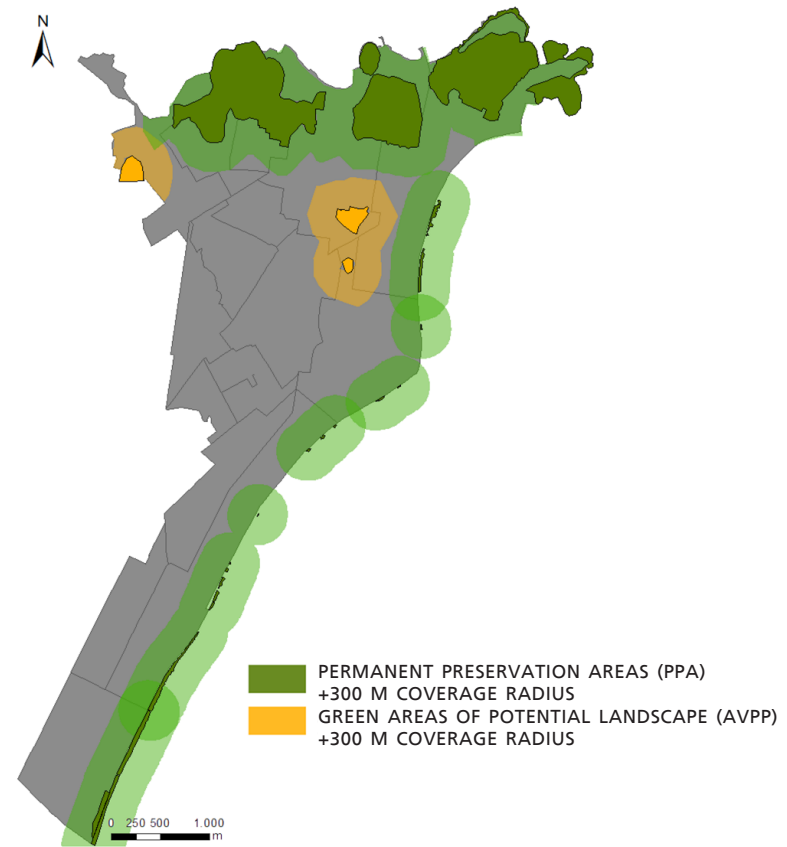 N
PERMANENT PRESERVATION AREAS (PPA)
+300 M COVERAGE RADIUS
GREEN AREAS OF POTENTIAL LANDSCAPE (AVPP)
+300 M COVERAGE RADIUS
0 250 500 1.000
m